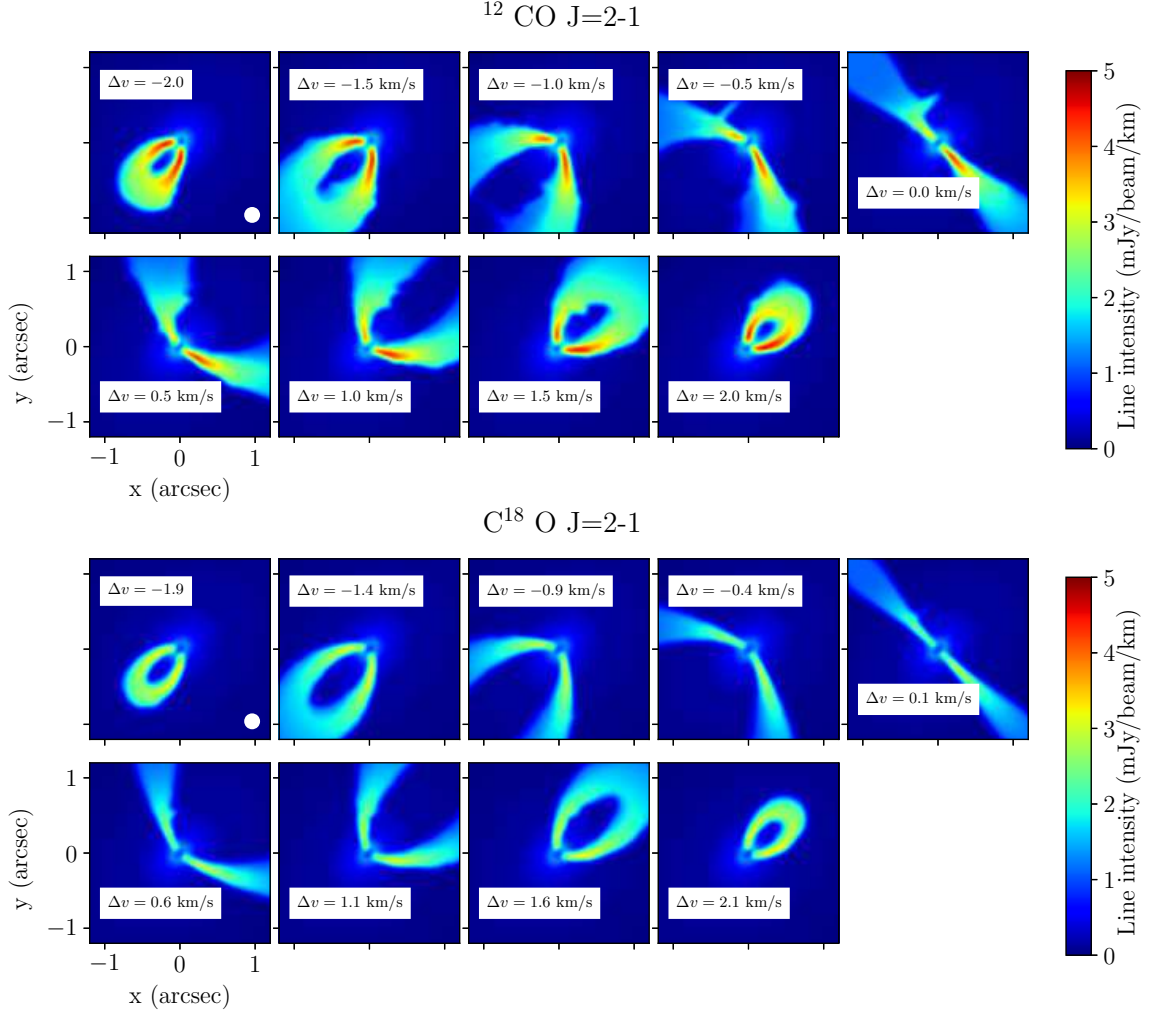 ¹² CO J=2-1
Δv = −2.0
Δv = −1.5 km/s
Δv = −1.0 km/s
Δv = −0.5 km/s
Δv = 0.0 km/s
1
0
−1
y (arcsec)
Δv = 0.5 km/s
Δv = 1.0 km/s
Δv = 1.5 km/s
Δv = 2.0 km/s
−1 0 1
x (arcsec)
5
4
3
2
1
0
Line intensity (mJy/beam/km)
C¹⁸ O J=2-1
Δv = −1.9
Δv = −1.4 km/s
Δv = −0.9 km/s
Δv = −0.4 km/s
Δv = 0.1 km/s
1
0
−1
y (arcsec)
Δv = 0.6 km/s
Δv = 1.1 km/s
Δv = 1.6 km/s
Δv = 2.1 km/s
−1 0 1
x (arcsec)
5
4
3
2
1
0
Line intensity (mJy/beam/km)